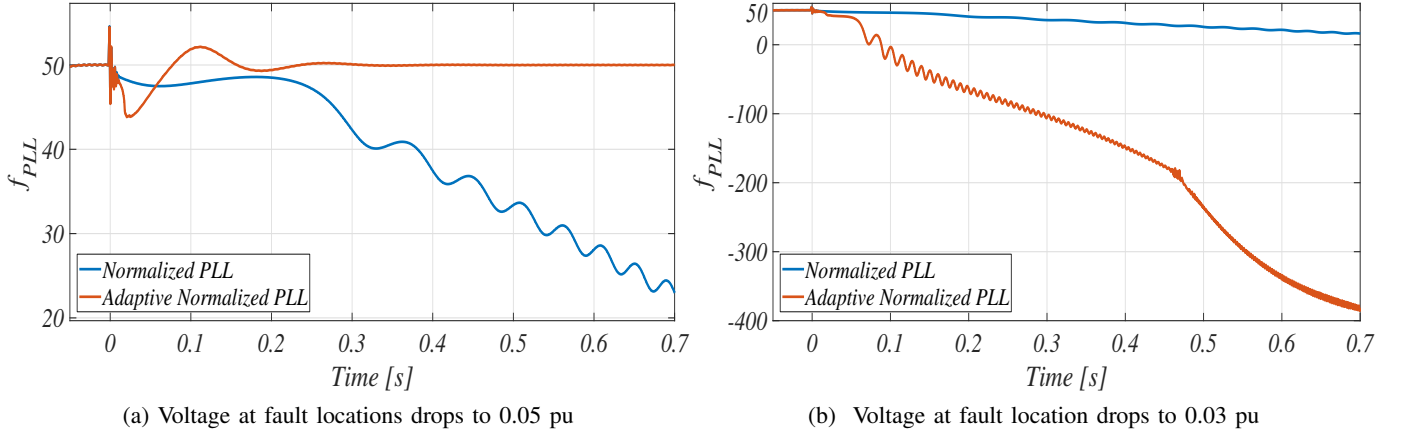 50
40
30
20
f_PLL
Normalized PLL
Adaptive Normalized PLL
0 0.1 0.2 0.3 0.4 0.5 0.6 0.7
Time [s]
(a) Voltage at fault locations drops to 0.05 pu
50
0
-100
-200
-300
-400
f_PLL
Normalized PLL
Adaptive Normalized PLL
0 0.1 0.2 0.3 0.4 0.5 0.6 0.7
Time [s]
(b) Voltage at fault location drops to 0.03 pu